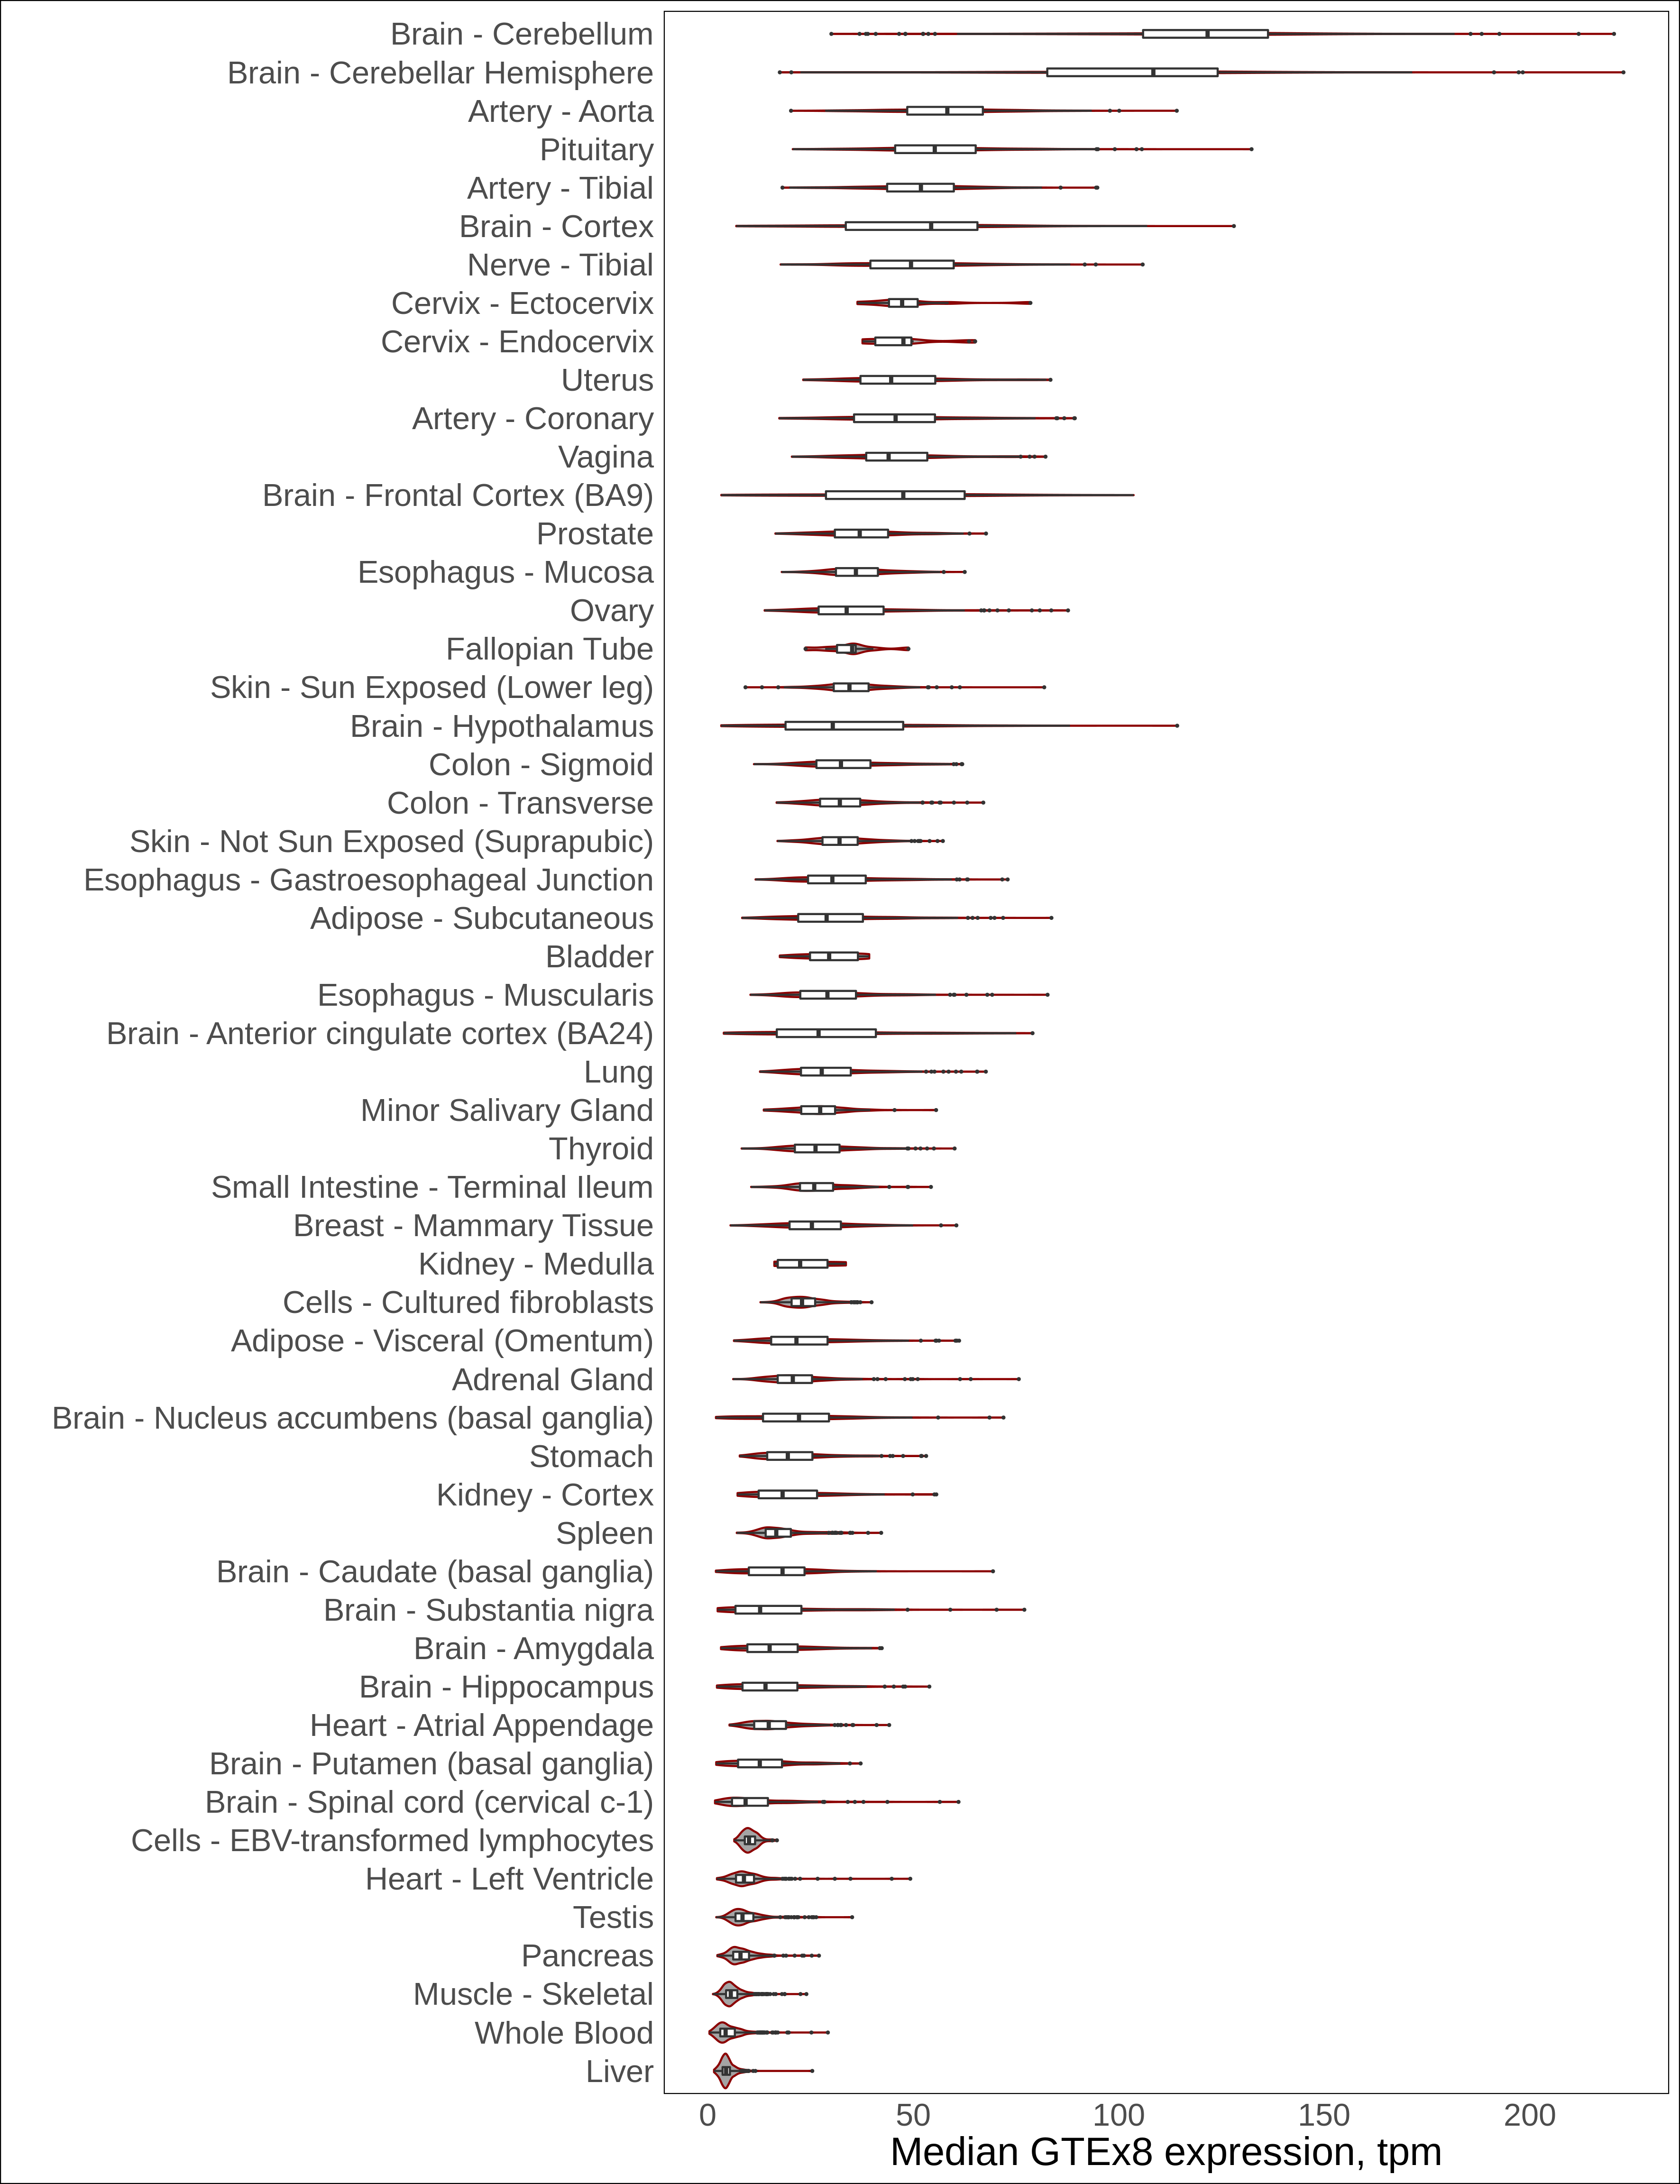 Brain - Cerebellum
Brain - Cerebellar Hemisphere
Artery - Aorta
Pituitary
Artery - Tibial
Brain - Cortex
Nerve - Tibial
Cervix - Ectocervix
Cervix - Endocervix
Uterus
Artery - Coronary
Vagina
Brain - Frontal Cortex (BA9)
Prostate
Esophagus - Mucosa
Ovary
Fallopian Tube
Skin - Sun Exposed (Lower leg)
Brain - Hypothalamus
Colon - Sigmoid
Colon - Transverse
Skin - Not Sun Exposed (Suprapubic)
Esophagus - Gastroesophageal Junction
Adipose - Subcutaneous
Bladder
Esophagus - Muscularis
Brain - Anterior cingulate cortex (BA24)
Lung
Minor Salivary Gland
Thyroid
Small Intestine - Terminal Ileum
Breast - Mammary Tissue
Kidney - Medulla
Cells - Cultured fibroblasts
Adipose - Visceral (Omentum)
Adrenal Gland
Brain - Nucleus accumbens (basal ganglia)
Stomach
Kidney - Cortex
Spleen
Brain - Caudate (basal ganglia)
Brain - Substantia nigra
Brain - Amygdala
Brain - Hippocampus
Heart - Atrial Appendage
Brain - Putamen (basal ganglia)
Brain - Spinal cord (cervical c-1)
Cells - EBV-transformed lymphocytes
Heart - Left Ventricle
Testis
Pancreas
Muscle - Skeletal
Whole Blood
Liver
0 50 100 150 200
Median GTEx8 expression, tpm